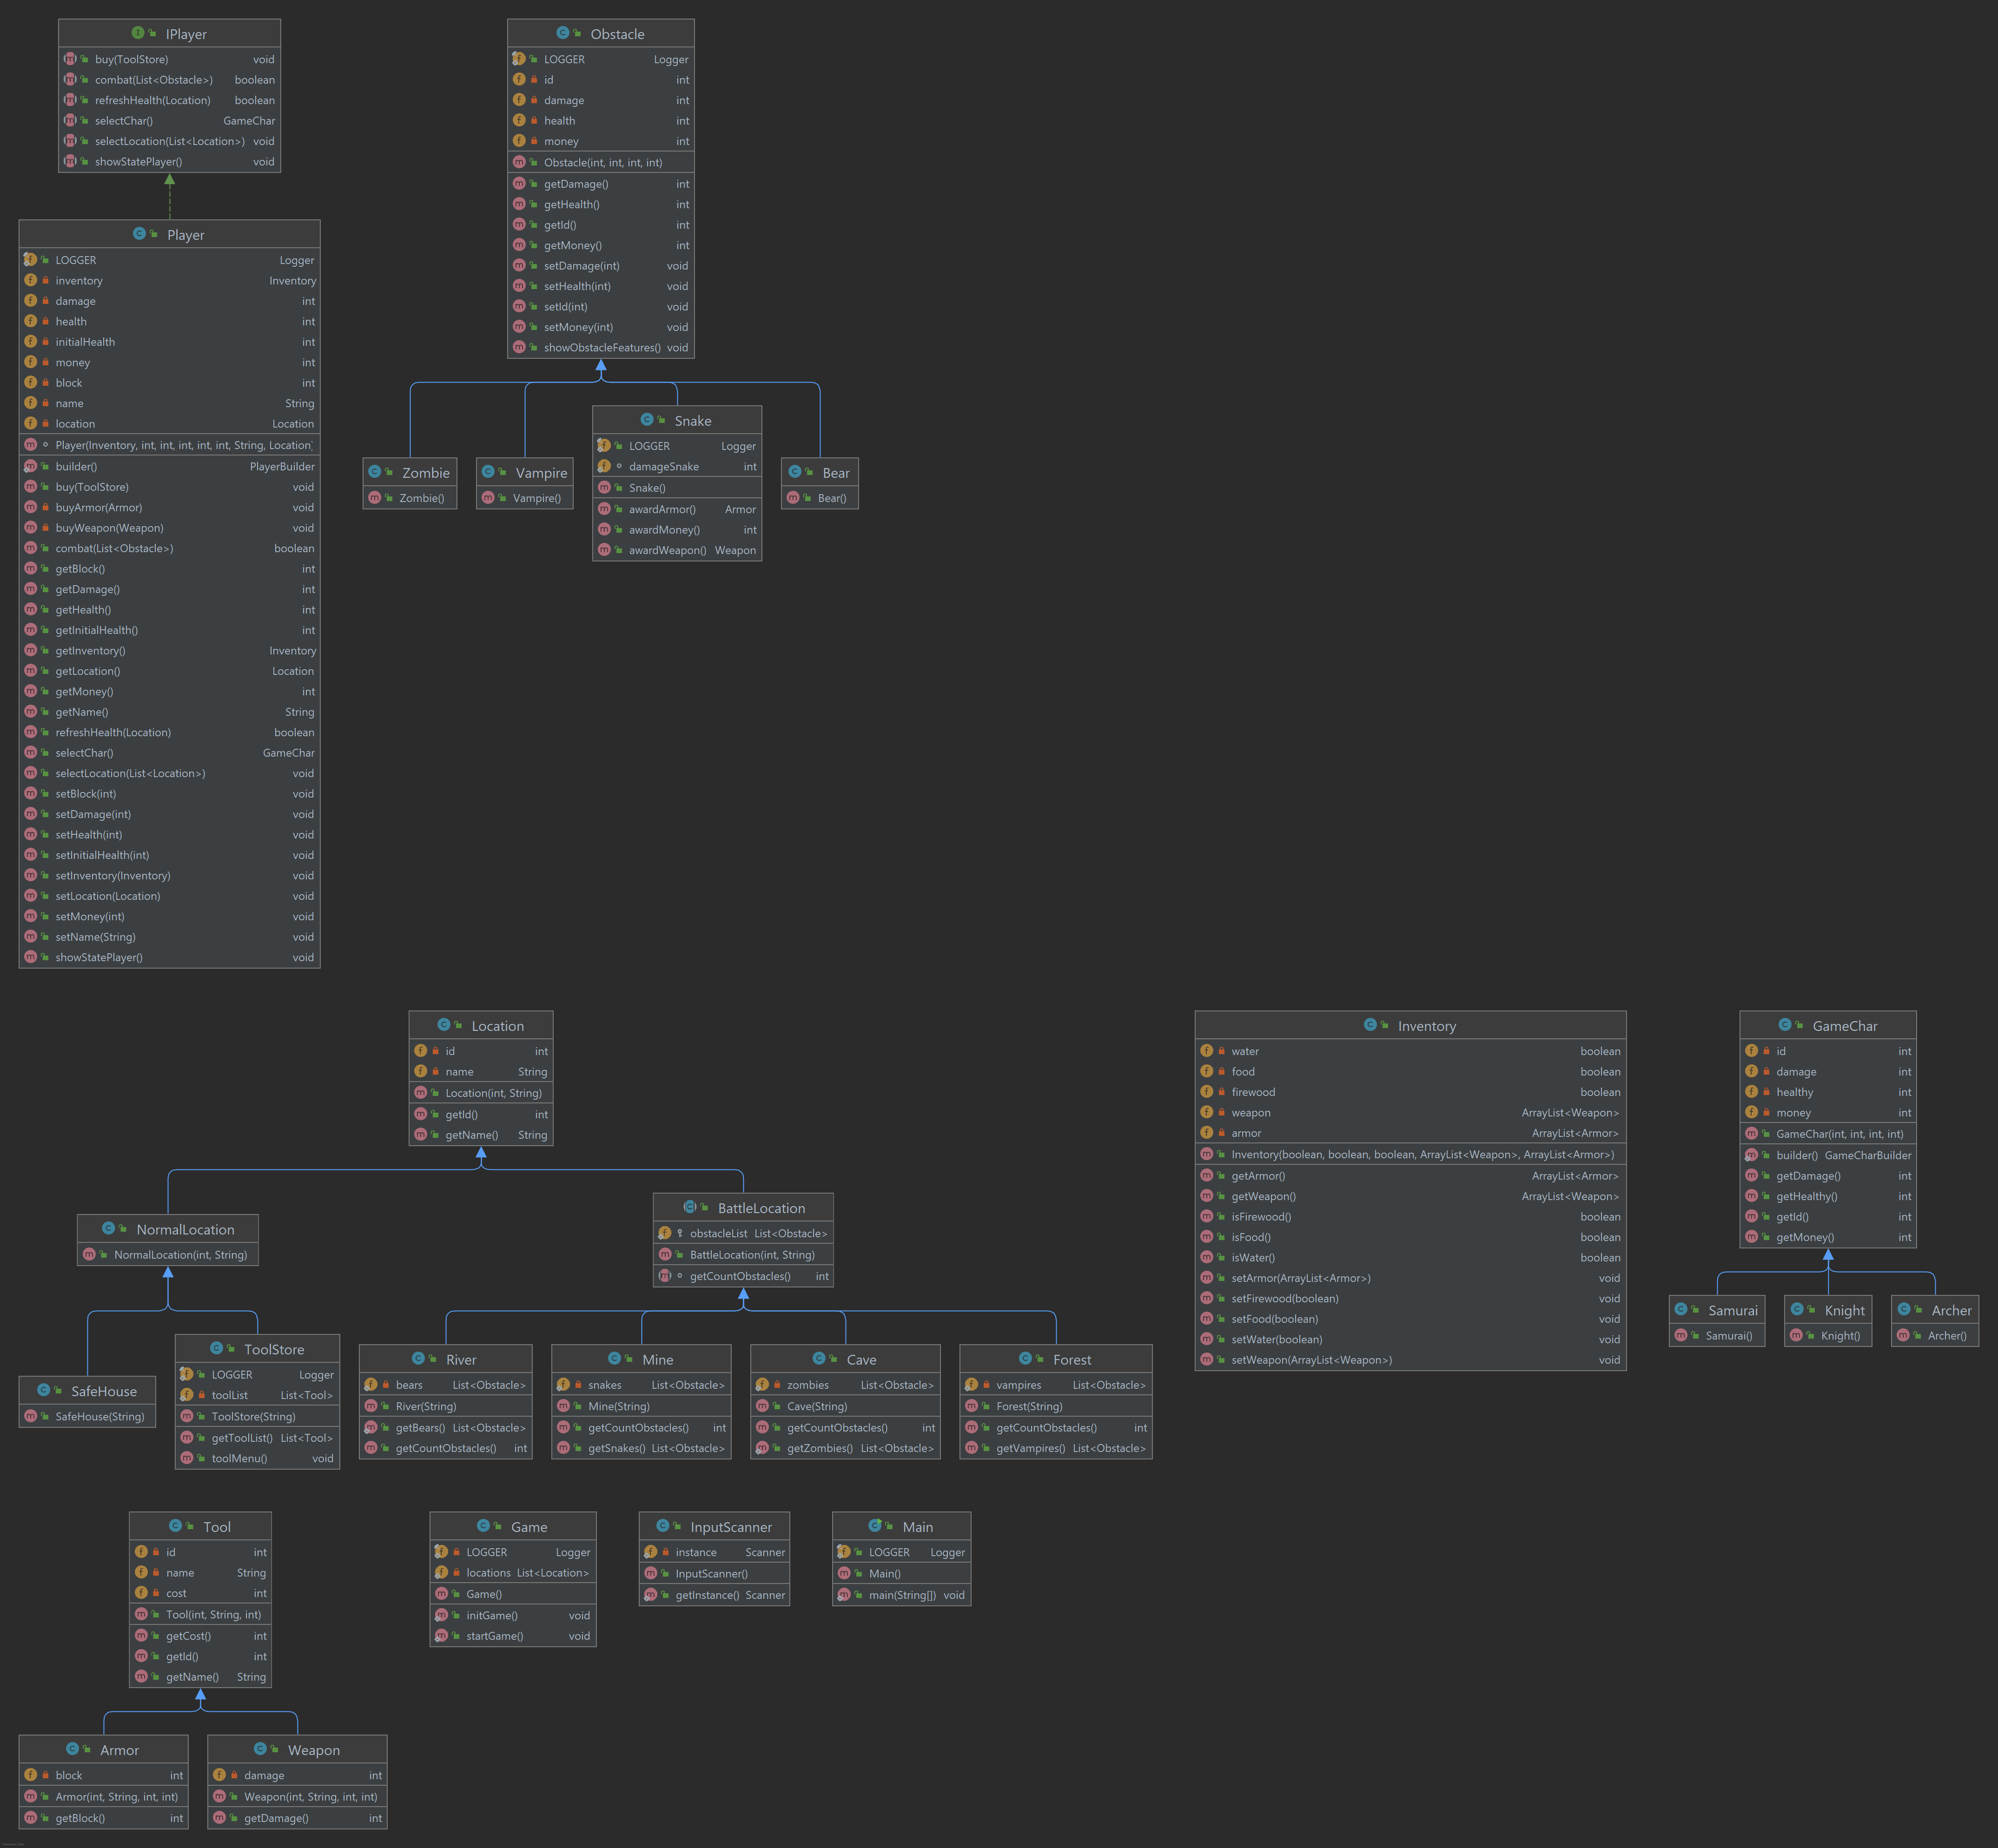 IPlayer
buy(ToolStore) void
combat(List<Obstacle>) boolean
refreshHealth(Location) boolean
selectChar() GameChar
selectLocation(List<Location>) void
showStatePlayer() void
Obstacle
LOGGER Logger
id int
damage int
health int
money int
Obstacle(int, int, int, int)
getDamage() int
getHealth() int
getId() int
getMoney() int
setDamage(int) void
setHealth(int) void
setId(int) void
setMoney(int) void
showObstacleFeatures() void
Player
LOGGER Logger
inventory Inventory
damage int
health int
initialHealth int
money int
block int
name String
location Location
Player(Inventory, int, int, int, int, int, String, Location)
builder() PlayerBuilder
buy(ToolStore) void
buyArmor(Armor) void
buyWeapon(Weapon) void
combat(List<Obstacle>) boolean
getBlock() int
getDamage() int
getHealth() int
getInitialHealth() int
getInventory() Inventory
getLocation() Location
getMoney() int
getName() String
refreshHealth(Location) boolean
selectChar() GameChar
selectLocation(List<Location>) void
setBlock(int) void
setDamage(int) void
setHealth(int) void
setInitialHealth(int) void
setInventory(Inventory) void
setLocation(Location) void
setMoney(int) void
setName(String) void
showStatePlayer() void
Zombie
Zombie()
Vampire
Vampire()
Snake
LOGGER Logger
damageSnake int
Snake()
awardArmor() Armor
awardMoney() int
awardWeapon() Weapon
Bear
Bear()
Location
id int
name String
Location(int, String)
getId() int
getName() String
Inventory
water boolean
food boolean
firewood boolean
weapon ArrayList<Weapon>
armor ArrayList<Armor>
Inventory(boolean, boolean, boolean, ArrayList<Weapon>, ArrayList<Armor>)
getArmor() ArrayList<Armor>
getWeapon() ArrayList<Weapon>
isFirewood() boolean
isFood() boolean
isWater() boolean
setArmor(ArrayList<Armor>) void
setFirewood(boolean) void
setFood(boolean) void
setWater(boolean) void
setWeapon(ArrayList<Weapon>) void
GameChar
id int
damage int
healthy int
money int
GameChar(int, int, int, int)
builder() GameCharBuilder
getDamage() int
getHealthy() int
getId() int
getMoney() int
Samurai
Samurai()
Knight
Knight()
Archer
Archer()
NormalLocation
NormalLocation(int, String)
BattleLocation
obstacleList List<Obstacle>
BattleLocation(int, String)
getCountObstacles() int
SafeHouse
SafeHouse(String)
ToolStore
LOGGER Logger
toolList List<Tool>
ToolStore(String)
getToolList() List<Tool>
toolMenu() void
River
bears List<Obstacle>
River(String)
getBears() List<Obstacle>
getCountObstacles() int
Mine
snakes List<Obstacle>
Mine(String)
getCountObstacles() int
getSnakes() List<Obstacle>
Cave
zombies List<Obstacle>
Cave(String)
getCountObstacles() int
getZombies() List<Obstacle>
Forest
vampires List<Obstacle>
Forest(String)
getCountObstacles() int
getVampires() List<Obstacle>
Tool
id int
name String
cost int
Tool(int, String, int)
getCost() int
getId() int
getName() String
Game
LOGGER Logger
locations List<Location>
Game()
initGame() void
startGame() void
InputScanner
instance Scanner
InputScanner()
getInstance() Scanner
Main
LOGGER Logger
Main()
main(String[]) void
Armor
block int
Armor(int, String, int, int)
getBlock() int
Weapon
damage int
Weapon(int, String, int, int)
getDamage() int